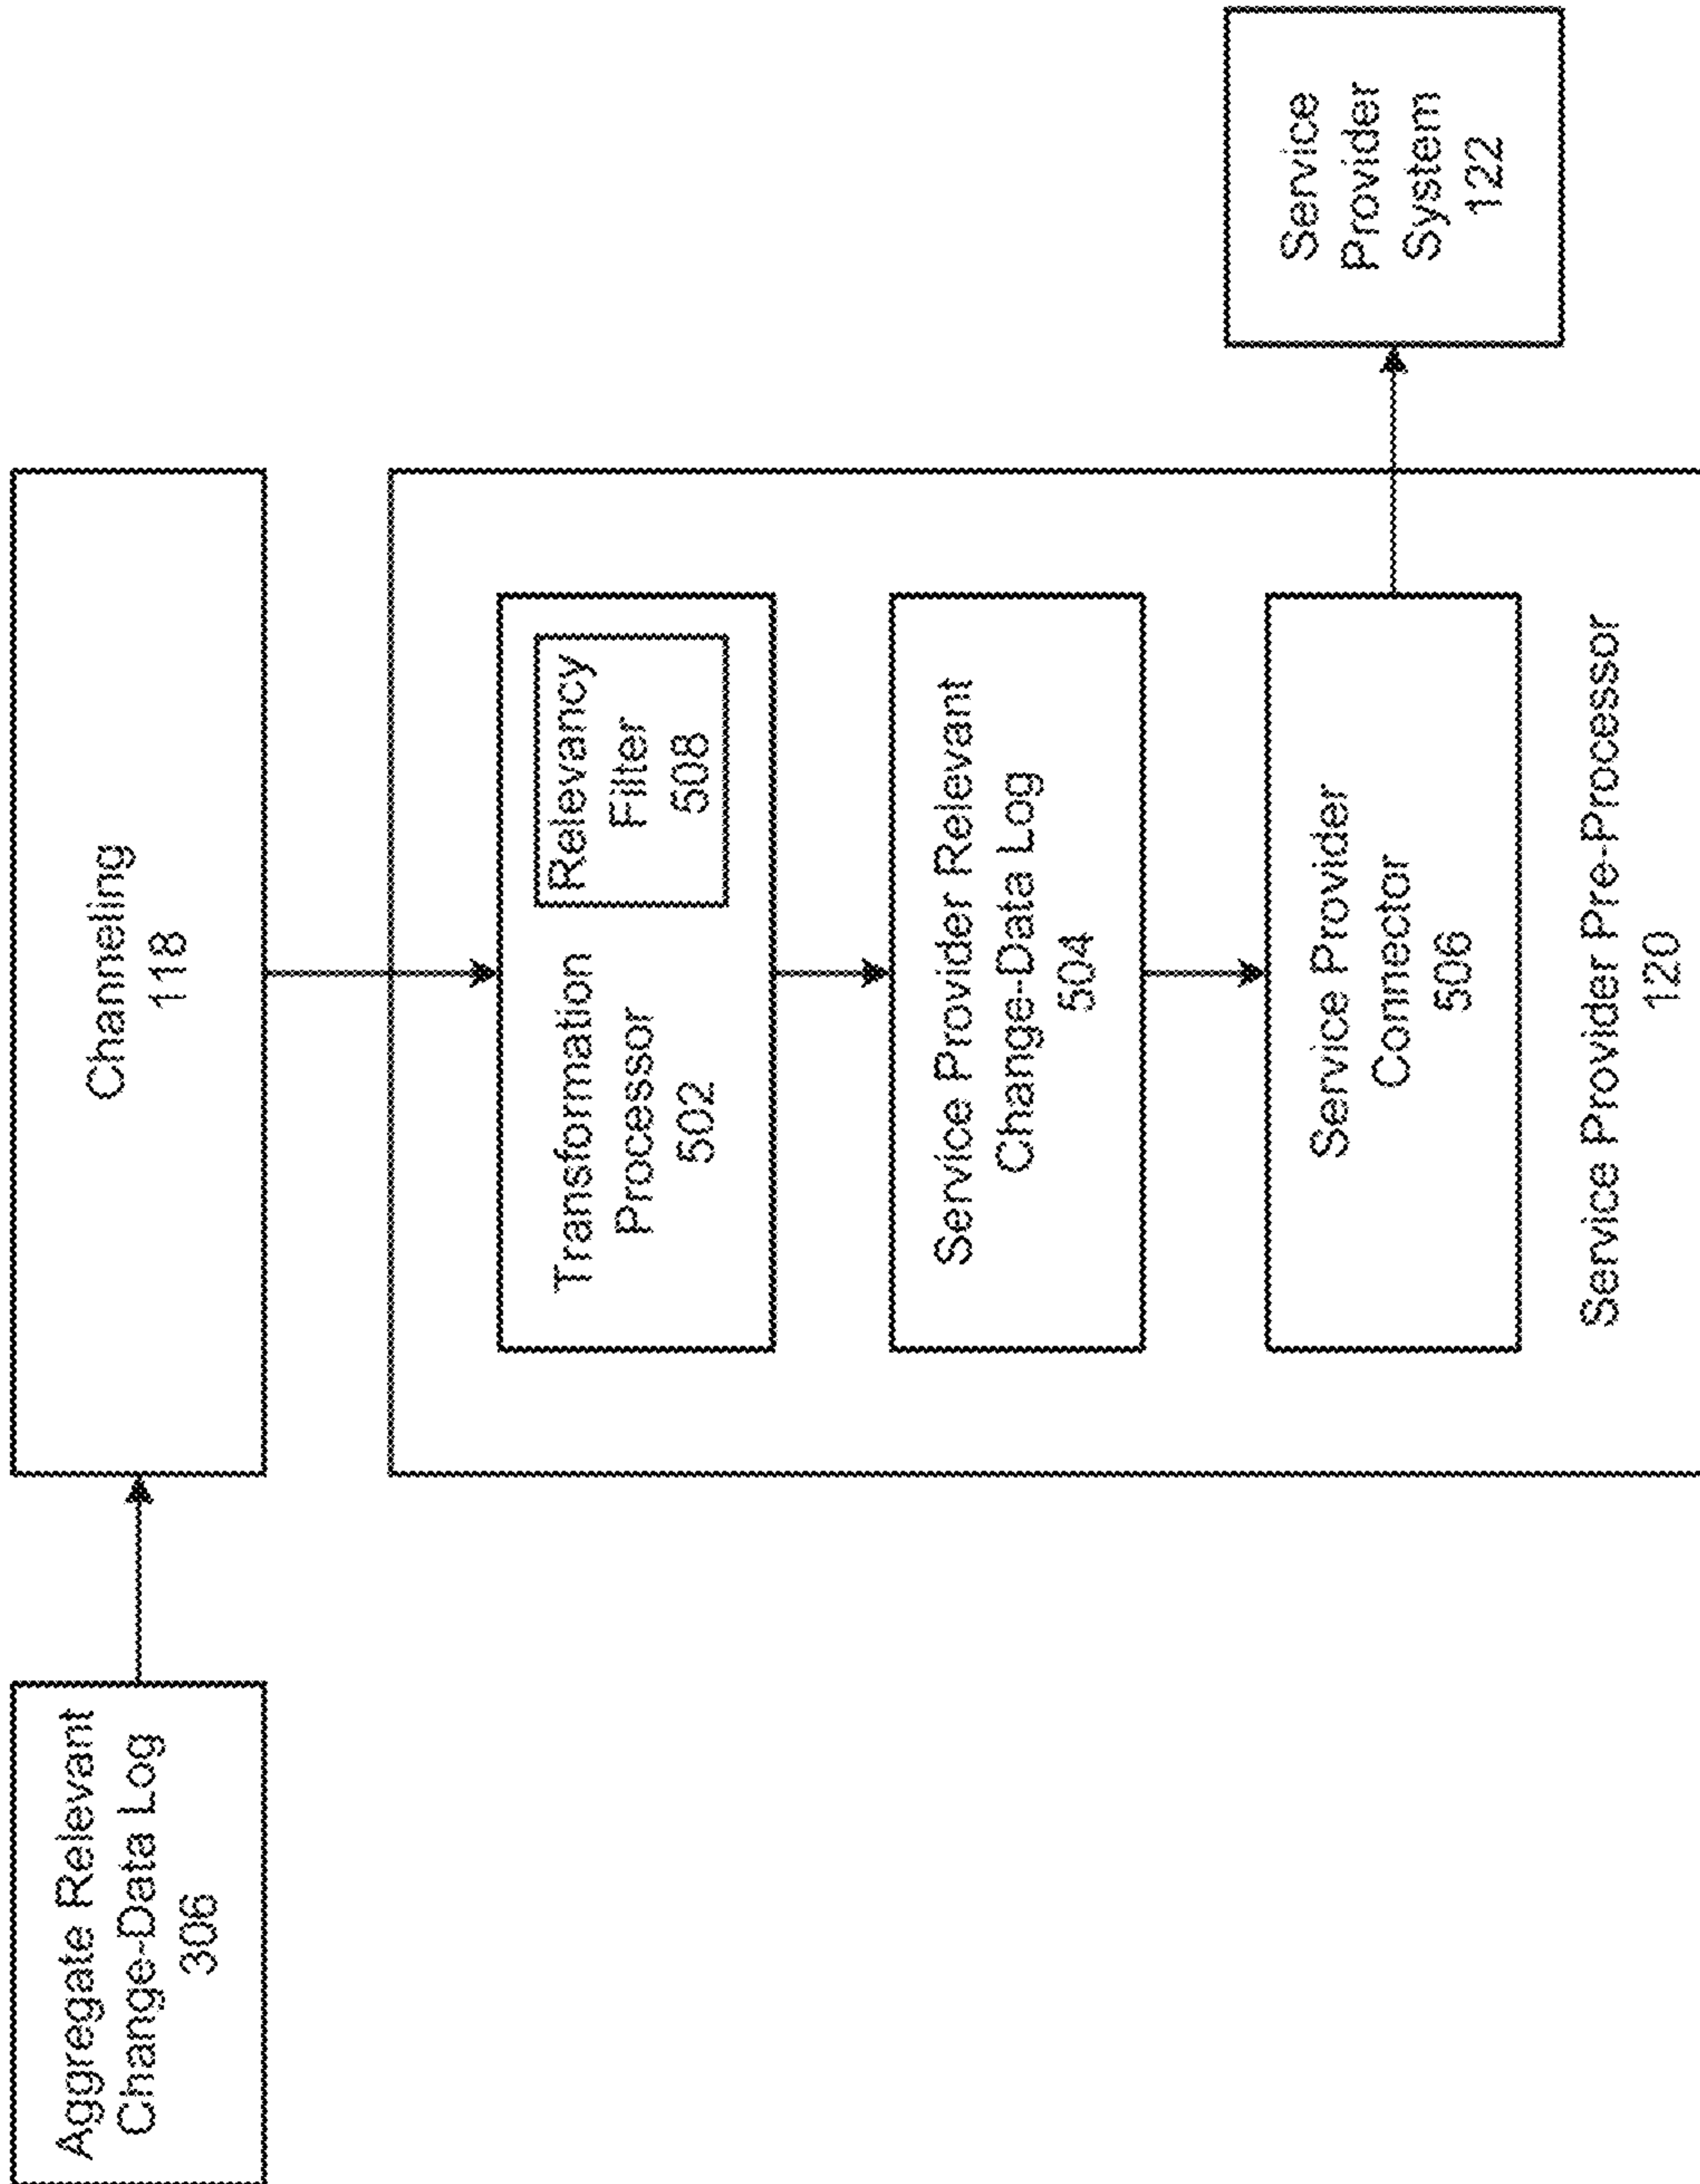 Aggregate Relevant
Change-Data Log
306
Channeling
118
Transformation
Processor
502
Relevancy
Filter
508
Service Provider Relevant
Change-Data Log
504
Service Provider
Connector
506
Service Provider Pre-Processor
120
Service
Provider
System
122